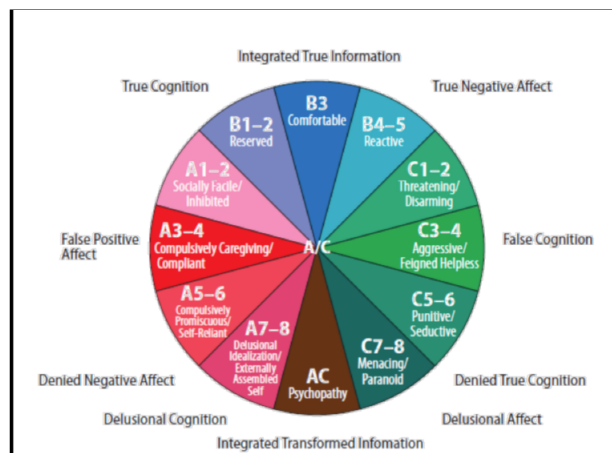 Integrated True Information
True Cognition
True Negative Affect
B3
Comfortable
B1–2
Reserved
B4–5
Reactive
A1–2
Socially Facile/
Inhibited
C1–2
Threatening/
Disarming
False Positive
Affect
A3–4
Compulsively Caregiving/
Compliant
A/C
C3–4
Aggressive/
Feigned Helpless
False Cognition
A5–6
Compulsively
Promiscuous/
Self-Reliant
C5–6
Punitive/
Seductive
A7–8
Delusional
Idealization/
Externally
Assembled
Self
AC
Psychopathy
C7–8
Menacing/
Paranoid
Denied Negative Affect
Denied True Cognition
Delusional Cognition
Delusional Affect
Integrated Transformed Infomation